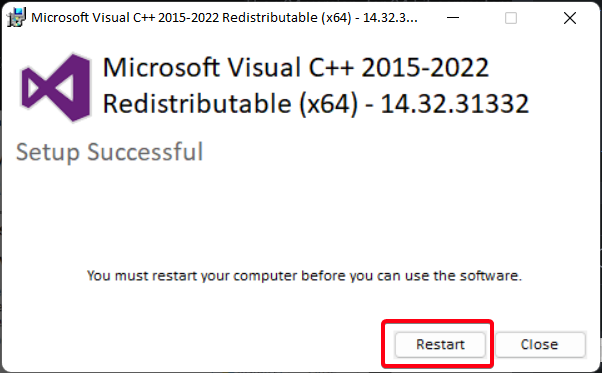 Microsoft Visual C++ 2015-2022 Redistributable (x64) - 14.32.3...
Microsoft Visual C++ 2015-2022
Redistributable (x64) - 14.32.31332
Setup Successful
You must restart your computer before you can use the software.
Restart Close